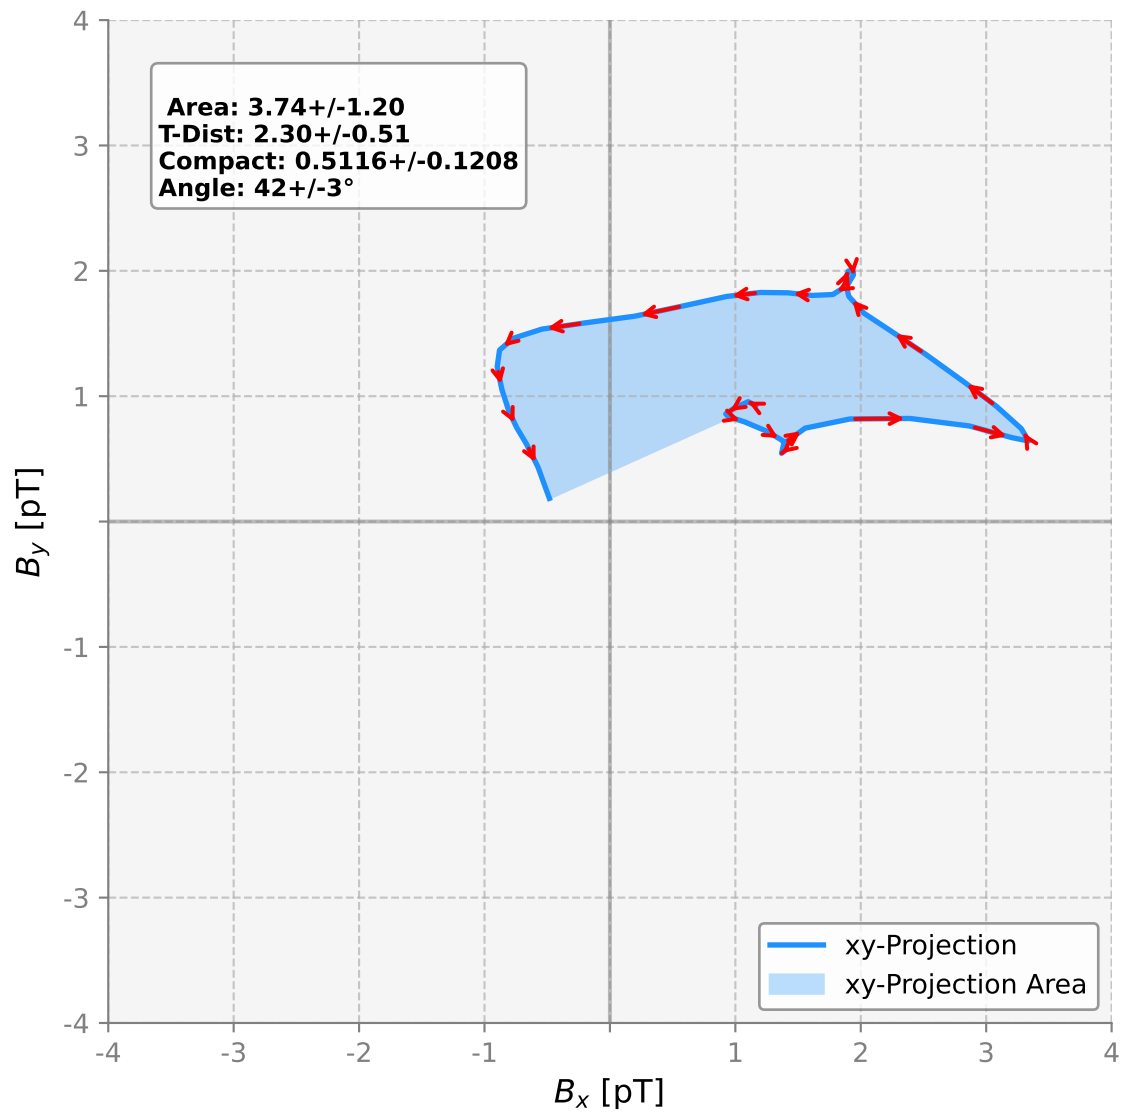 4
3
2
1
-1
-2
-3
-4
Area: 3.74+/-1.20
T-Dist: 2.30+/-0.51
Compact: 0.5116+/-0.1208
Angle: 42+/-3°
B_y [pT]
xy-Projection
xy-Projection Area
-4 -3 -2 -1 1 2 3 4
B_x [pT]